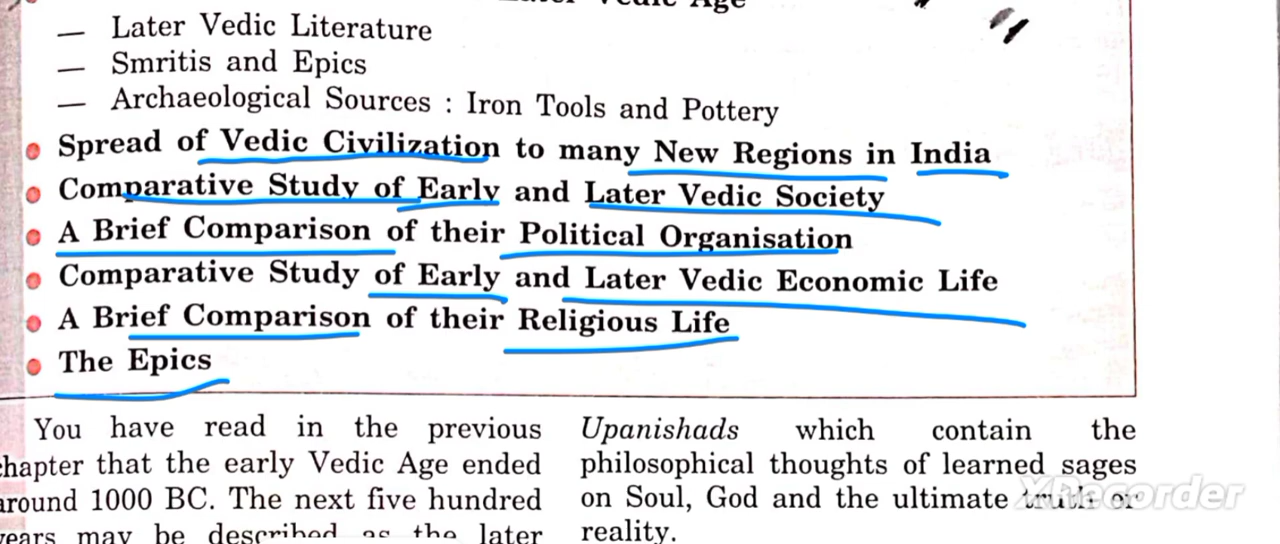 Later Vedic Age
— Later Vedic Literature
— Smritis and Epics
— Archaeological Sources : Iron Tools and Pottery
• Spread of Vedic Civilization to many New Regions in India
• Comparative Study of Early and Later Vedic Society
• A Brief Comparison of their Political Organisation
• Comparative Study of Early and Later Vedic Economic Life
• A Brief Comparison of their Religious Life
• The Epics
You have read in the previous
chapter that the early Vedic Age ended
around 1000 BC. The next five hundred
years may be described as the later
Upanishads which contain the
philosophical thoughts of learned sages
on Soul, God and the ultimate truth or
reality.
XRecorder